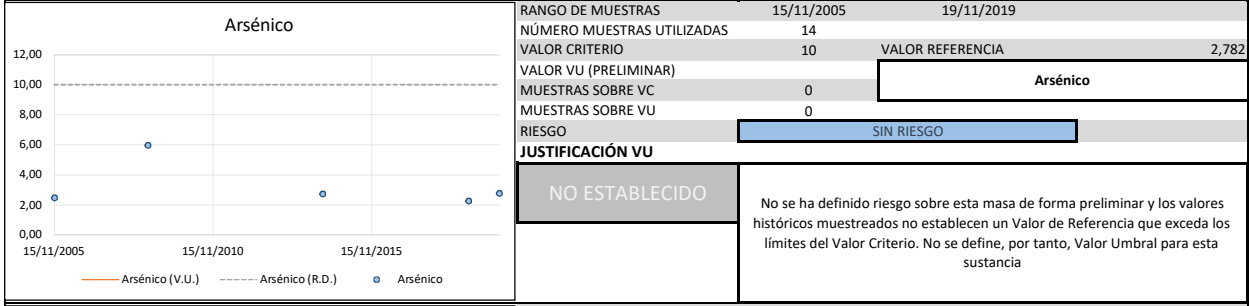 Arsénico
12,00
10,00
8,00
6,00
4,00
2,00
0,00
15/11/2005 15/11/2010 15/11/2015
Arsénico (V.U.) Arsénico (R.D.) Arsénico
RANGO DE MUESTRAS 15/11/2005 19/11/2019
NÚMERO MUESTRAS UTILIZADAS 14
VALOR CRITERIO 10 VALOR REFERENCIA 2,782
VALOR VU (PRELIMINAR)
Arsénico
MUESTRAS SOBRE VC 0
MUESTRAS SOBRE VU 0
RIESGO SIN RIESGO
JUSTIFICACIÓN VU
NO ESTABLECIDO
No se ha definido riesgo sobre esta masa de forma preliminar y los valores
históricos muestreados no establecen un Valor de Referencia que exceda los
límites del Valor Criterio. No se define, por tanto, Valor Umbral para esta
sustancia